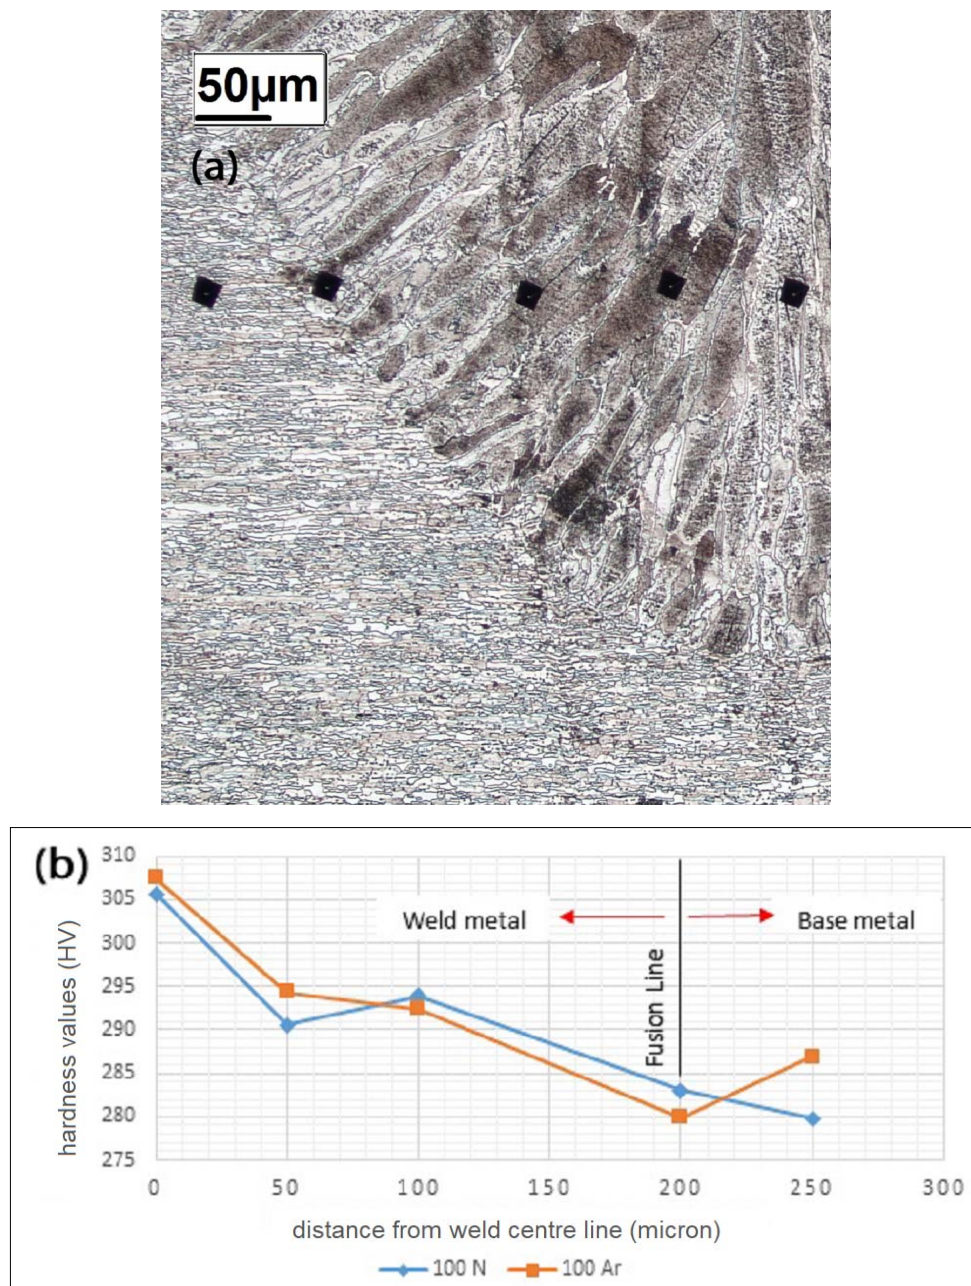 50µm
(a)
(b)
310
305
300
295
290
285
280
275
hardness values (HV)
Weld metal
Base metal
Fusion Line
0 50 100 150 200 250 300
distance from weld centre line (micron)
100 N 100 Ar